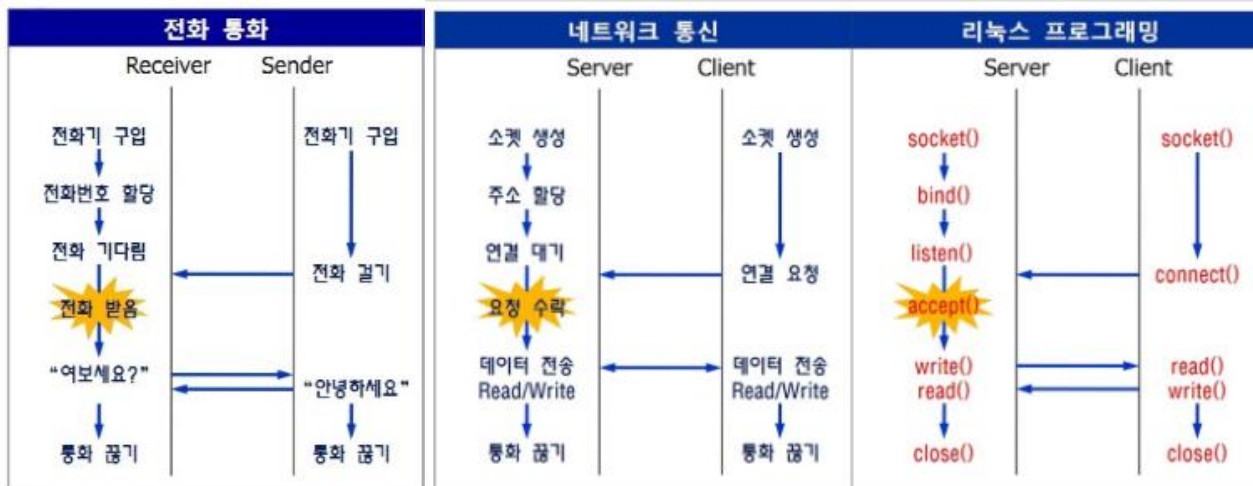 전화 통화
Receiver Sender
전화기 구입 전화기 구입
전화번호 할당
전화 기다림
전화 걸기
전화 받음
“여보세요?”
“안녕하세요”
통화 끊기 통화 끊기
네트워크 통신
Server Client
소켓 생성 소켓 생성
주소 할당
연결 대기
연결 요청
요청 수락
데이터 전송 데이터 전송
Read/Write Read/Write
통화 끊기 통화 끊기
리눅스 프로그래밍
Server Client
socket() socket()
bind()
listen()
connect()
accept()
write() read()
read() write()
close() close()